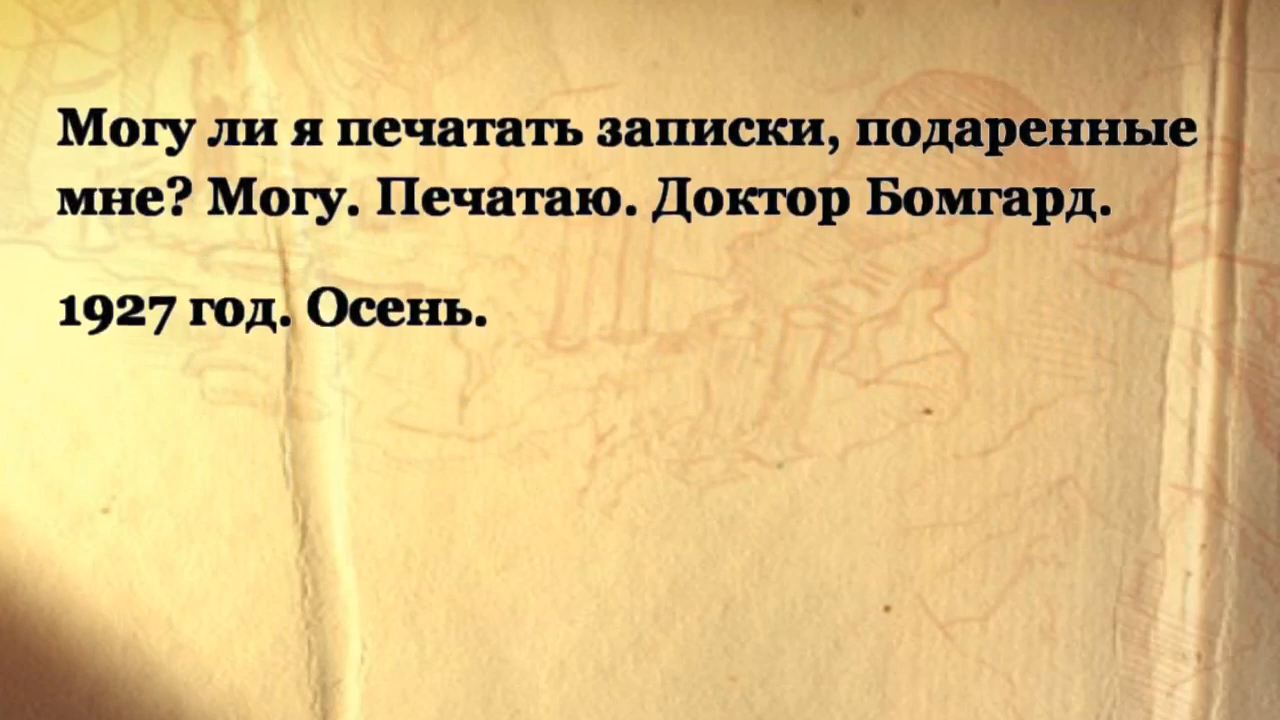 Могу ли я печатать записки, подаренные
мне? Могу. Печатаю. Доктор Бомгард.
1927 год. Осень.